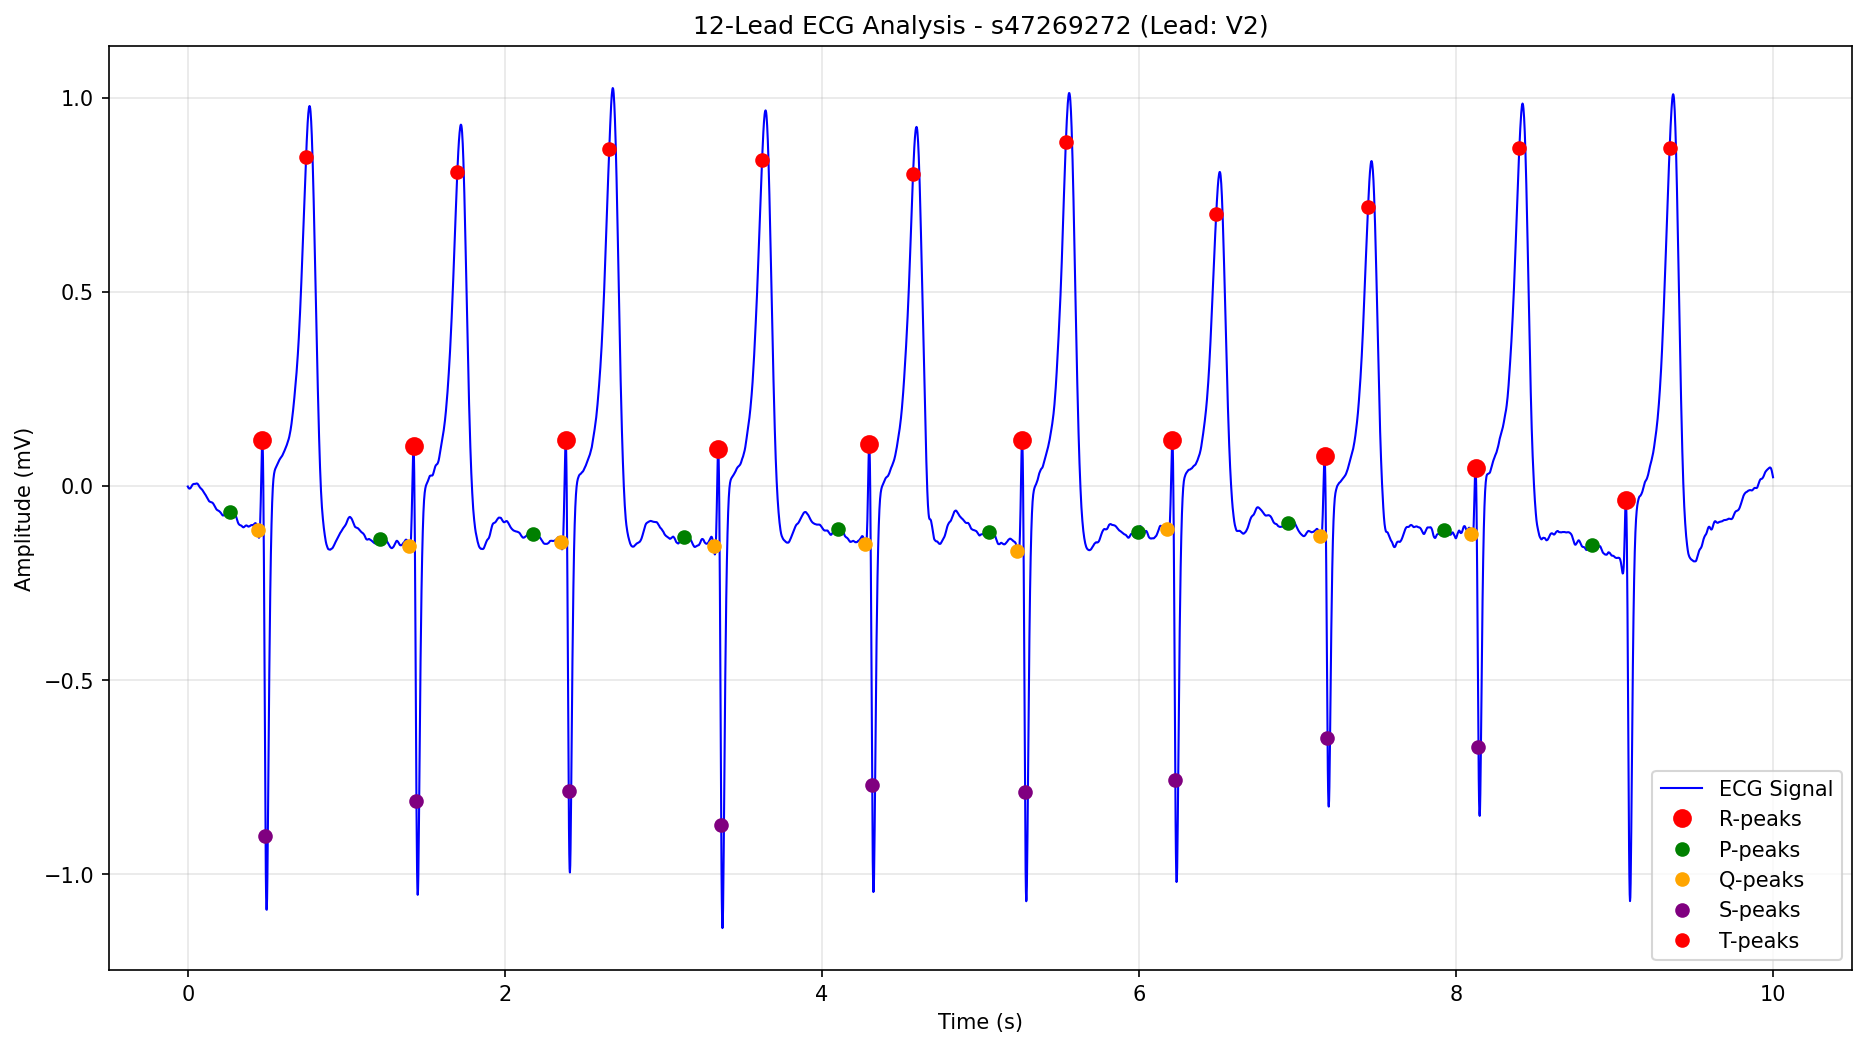 12-Lead ECG Analysis - s47269272 (Lead: V2)
Amplitude (mV)
1.0
0.5
0.0
−0.5
−1.0
0
2
4
6
8
10
Time (s)
ECG Signal
R-peaks
P-peaks
Q-peaks
S-peaks
T-peaks